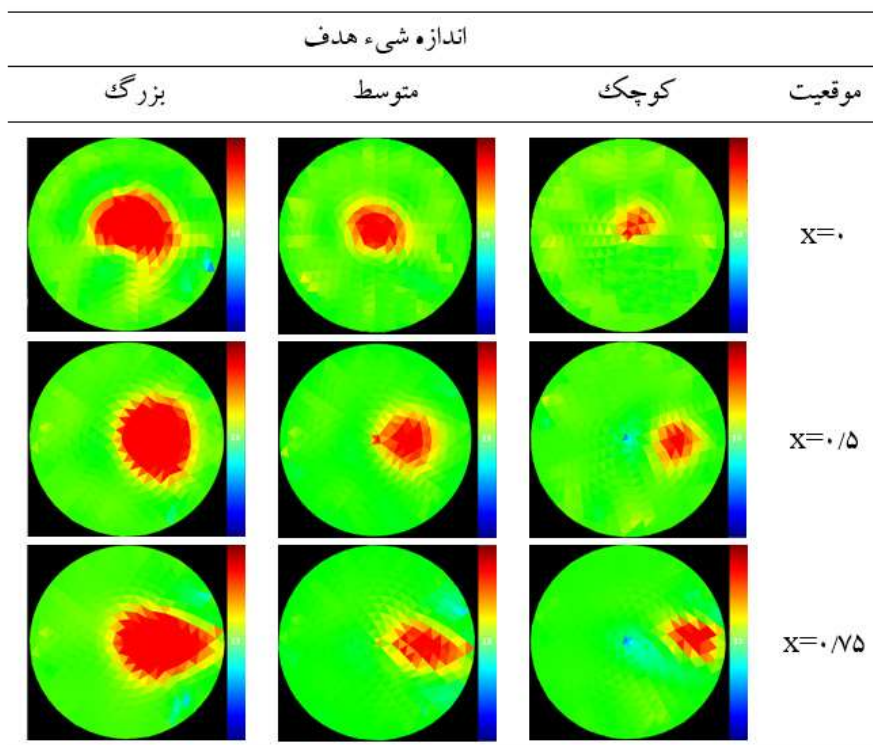 اندازه شیء هدف
موقعیت کوچک متوسط بزرگ
x=۰
x=۰/۵
x=۰/۷۵